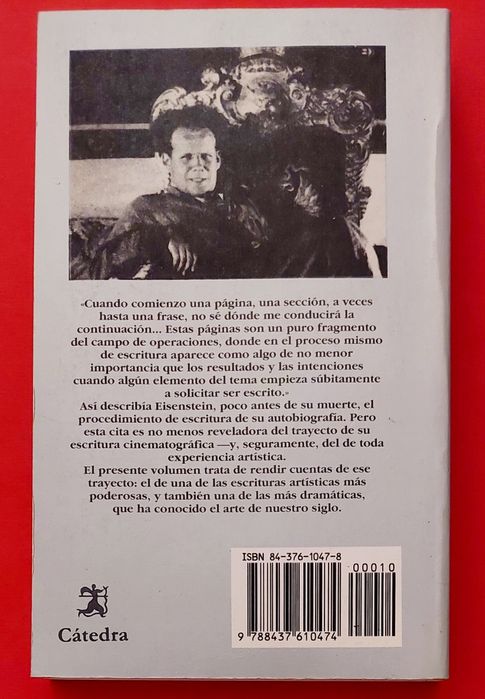 «Cuando comienzo una página, una sección, a veces
hasta una frase, no sé dónde me conducirá la
continuación... Estas páginas son un puro fragmento
del campo de operaciones, donde en el proceso mismo
de escritura aparece como algo de no menor
importancia que los resultados y las intenciones
cuando algún elemento del tema empieza súbitamente
a solicitar ser escrito.»
Así describía Eisenstein, poco antes de su muerte, el
procedimiento de escritura de su autobiografía. Pero
esta cita es no menos reveladora del trayecto de su
escritura cinematográfica —y, seguramente, del de toda
experiencia artística.
El presente volumen trata de rendir cuentas de ese
trayecto: el de una de las escrituras artísticas más
poderosas, y también una de las más dramáticas,
que ha conocido el arte de nuestro siglo.
ISBN 84-376-1047-8
00010
9 788437 610474
Cátedra